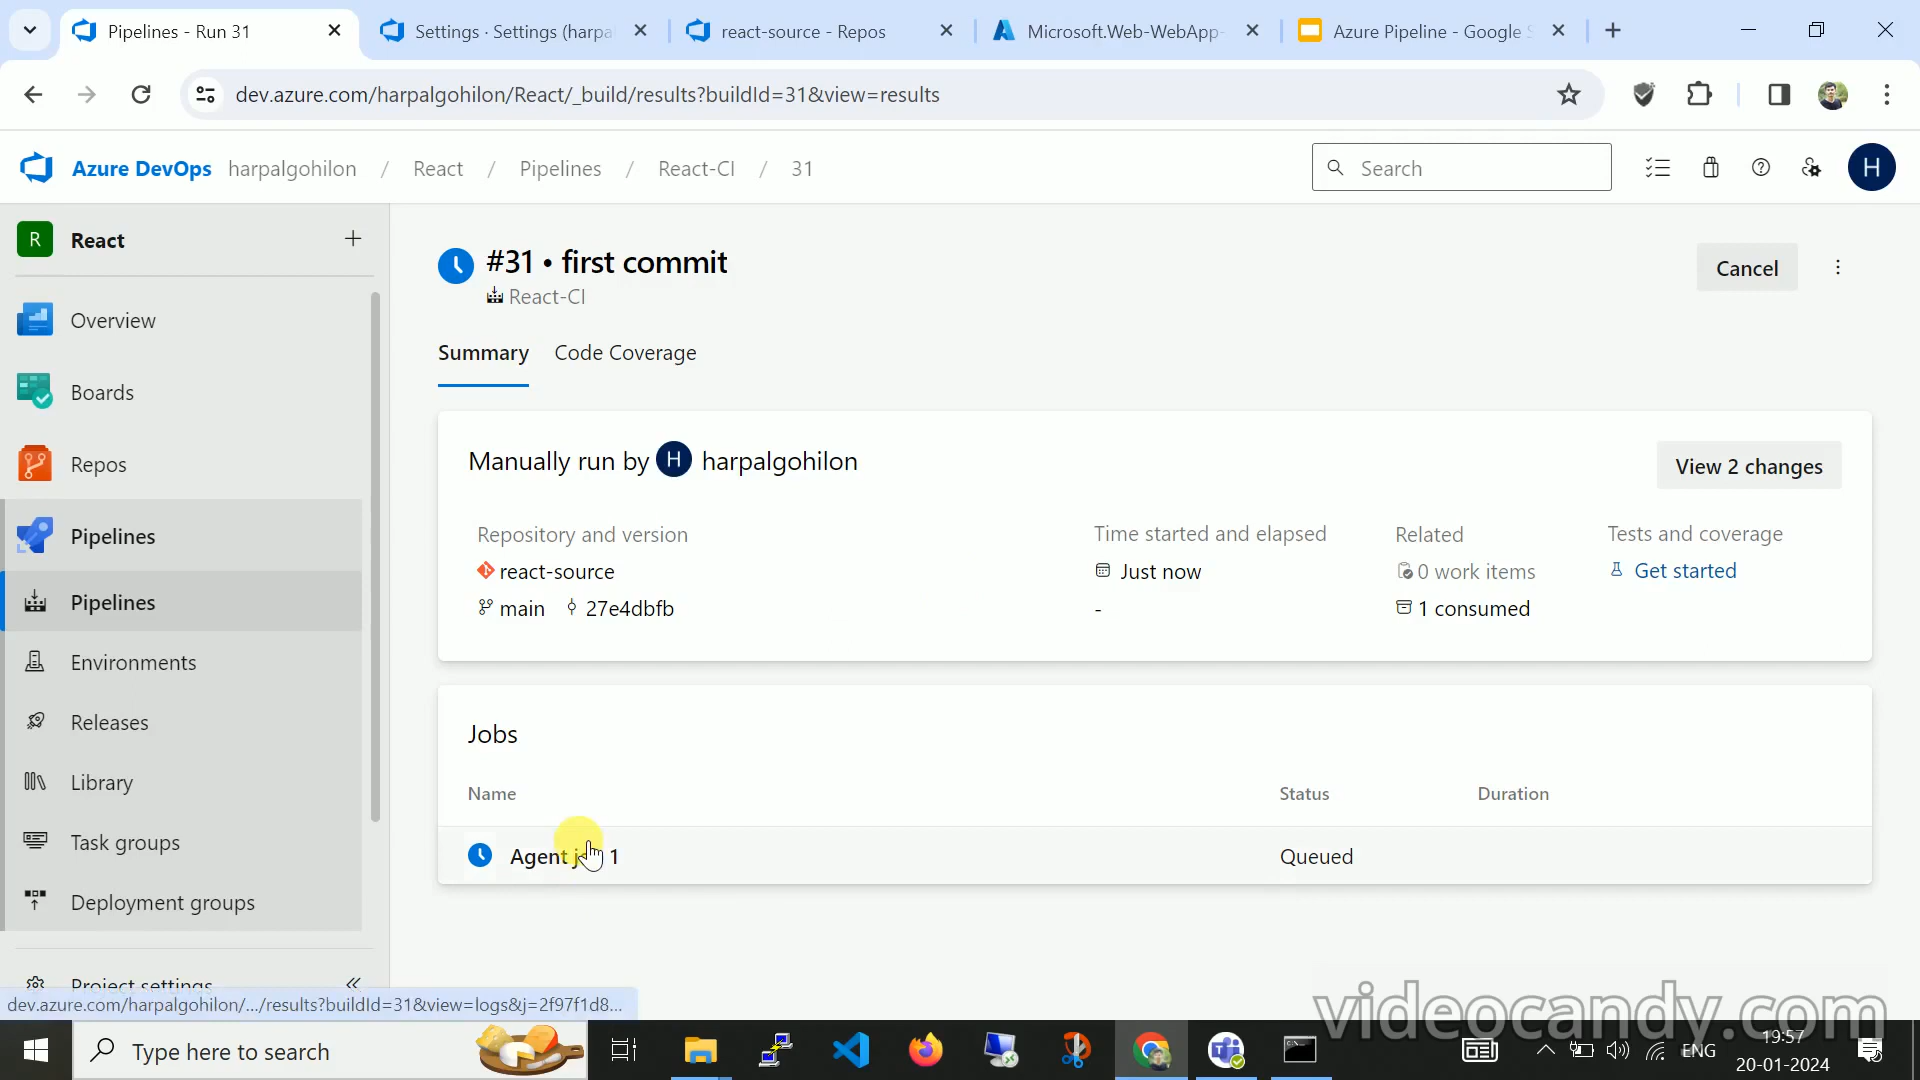 Pipelines - Run 31
Settings · Settings (harpa
react-source - Repos
Microsoft.Web-WebApp-
Azure Pipeline - Google S
dev.azure.com/harpalgohilon/React/_build/results?buildId=31&view=results
Azure DevOps harpalgohilon / React / Pipelines / React-CI / 31
Search
H
R React
Overview
Boards
Repos
Pipelines
Pipelines
Environments
Releases
Library
Task groups
Deployment groups
Project settings
dev.azure.com/harpalgohilon/.../results?buildId=31&view=logs&j=2f97f1d8...
#31 • first commit
React-CI
Cancel
Summary Code Coverage
Manually run by H harpalgohilon
View 2 changes
Repository and version
react-source
main 27e4dbfb
Time started and elapsed
Just now
-
Related
0 work items
1 consumed
Tests and coverage
Get started
Jobs
Name Status Duration
Agent 1 Queued
videocandy.com
Type here to search
ENG
19:57
20-01-2024